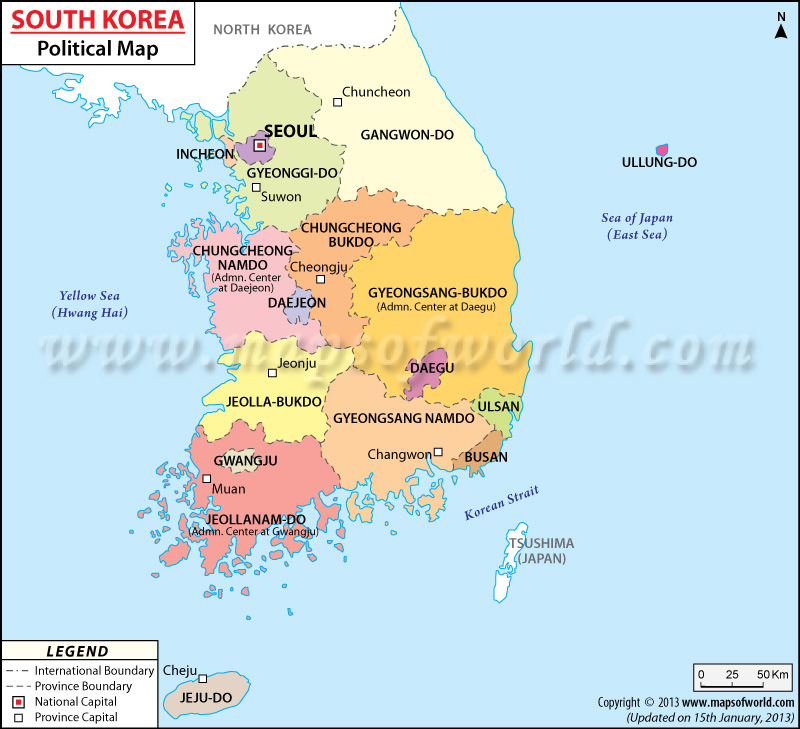 SOUTH KOREA
Political Map
NORTH KOREA
N
Chuncheon
SEOUL
GANGWON-DO
INCHEON
GYEONGGI-DO
Suwon
ULLUNG-DO
Sea of Japan
(East Sea)
CHUNGCHEONG
BUKDO
Cheongju
CHUNGCHEONG
NAMDO
(Admn. Center
at Daejeon)
DAEJEON
GYEONGSANG-BUKDO
(Admn. Center at Daegu)
Yellow Sea
(Hwang Hai)
www.mapsofworld.com
Jeonju
DAEGU
JEOLLA-BUKDO
GYEONGSANG NAMDO
ULSAN
Changwon
BUSAN
GWANGJU
Muan
JEOLLANAM-DO
(Admn. Center at Gwangju)
Korean Strait
TSUSHIMA
(JAPAN)
LEGEND
International Boundary
Province Boundary
National Capital
Province Capital
Cheju
JEJU-DO
0 25 50 Km
Copyright © 2013 www.mapsofworld.com
(Updated on 15th January, 2013)